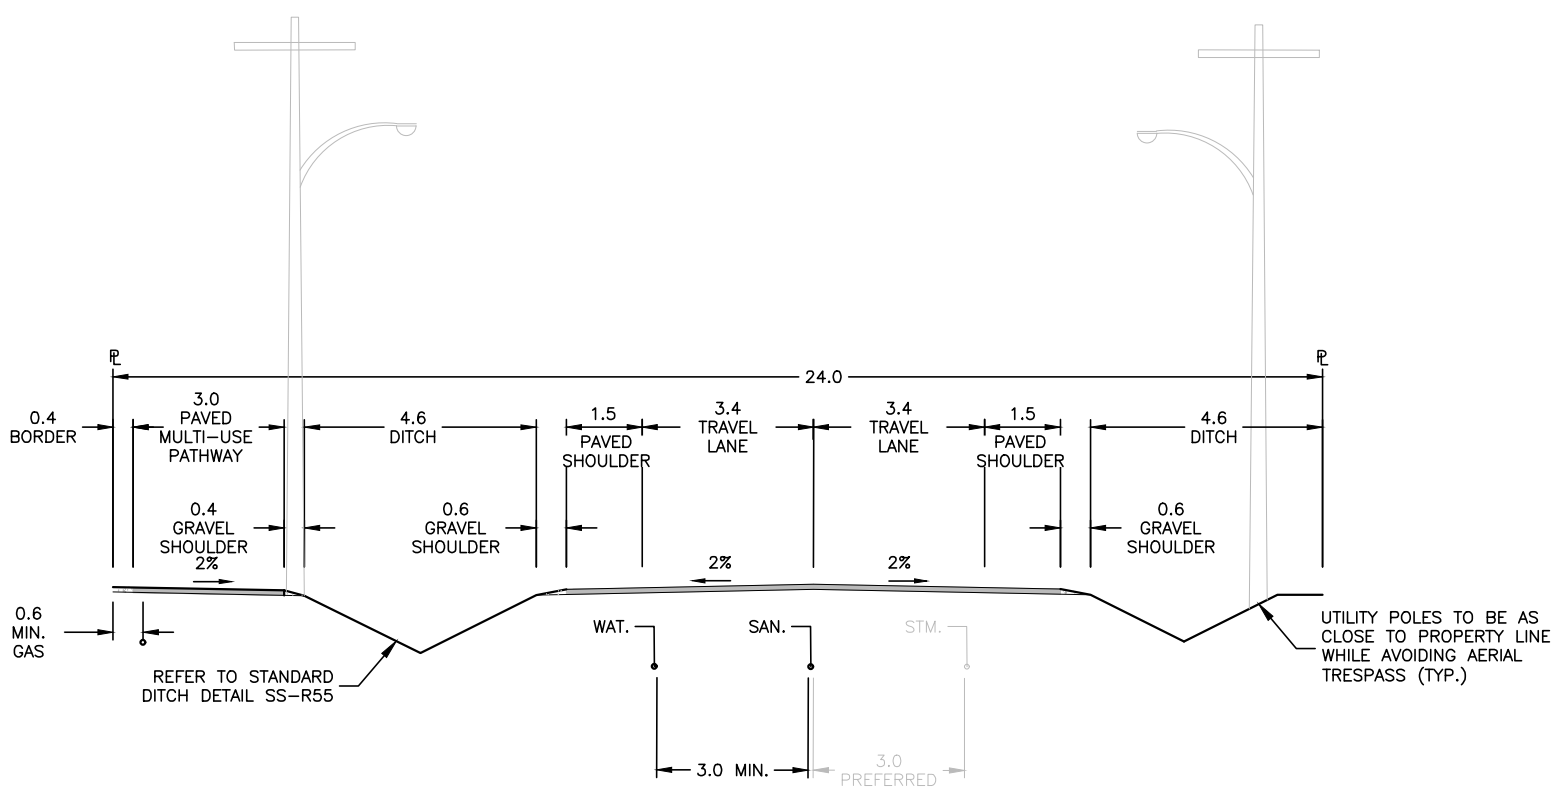 ℄
℄
24.0
0.4
BORDER
3.0
PAVED
MULTI-USE
PATHWAY
4.6
DITCH
1.5
PAVED
SHOULDER
3.4
TRAVEL
LANE
3.4
TRAVEL
LANE
1.5
PAVED
SHOULDER
4.6
DITCH
0.4
GRAVEL
SHOULDER
0.6
GRAVEL
SHOULDER
0.6
GRAVEL
SHOULDER
2%
2%
2%
0.6
MIN.
GAS
WAT.
SAN.
STM.
REFER TO STANDARD
DITCH DETAIL SS-R55
UTILITY POLES TO BE AS
CLOSE TO PROPERTY LINE
WHILE AVOIDING AERIAL
TRESPASS (TYP.)
3.0 MIN.
3.0
PREFERRED